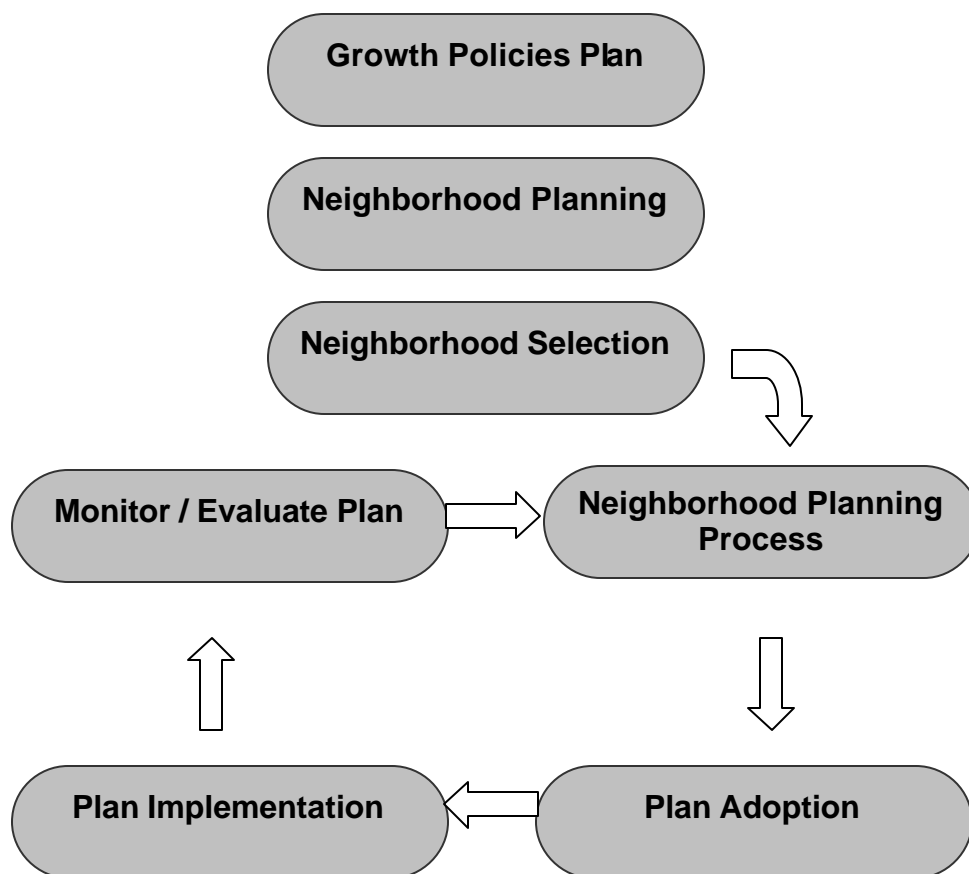 Growth Policies Plan
Neighborhood Planning
Neighborhood Selection
Monitor / Evaluate Plan
Neighborhood Planning
Process
Plan Implementation
Plan Adoption